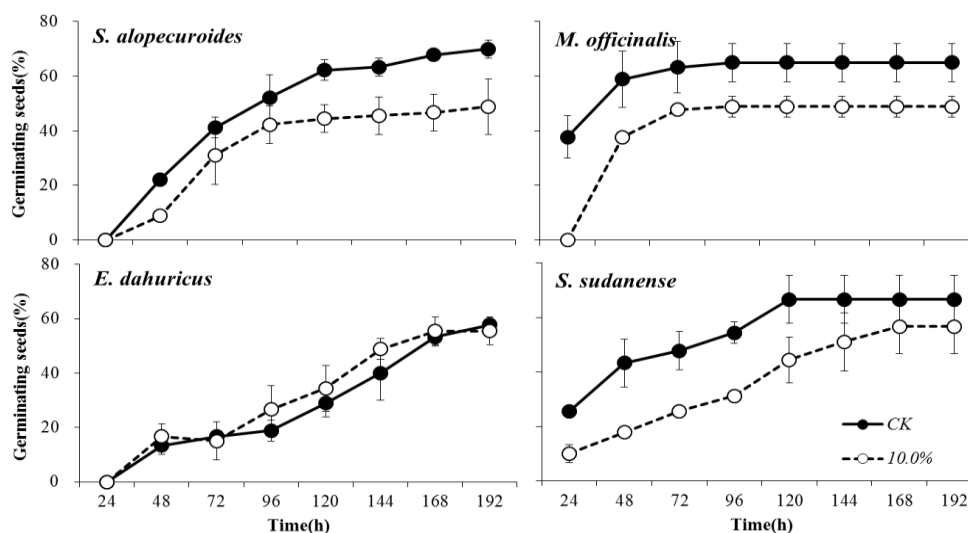 S. alopecuroides
M. officinalis
Germinating seeds(%)
80
60
40
20
0
E. dahuricus
S. sudanense
Germinating seeds(%)
80
60
40
20
0
CK
10.0%
24 48 72 96 120 144 168 192
24 48 72 96 120 144 168 192
Time(h)
Time(h)